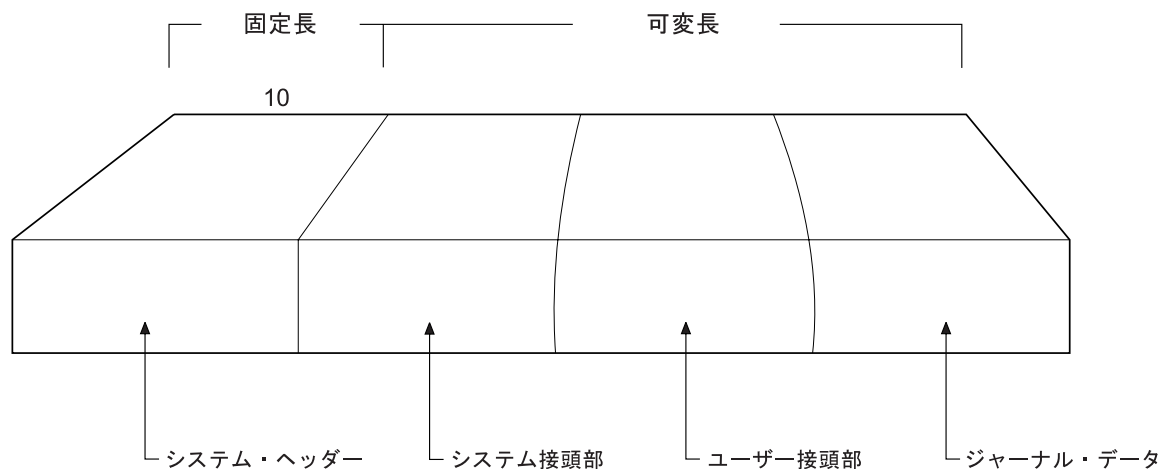 固定長
可変長
10
システム・ヘッダー
システム接頭部
ユーザー接頭部
ジャーナル・データ